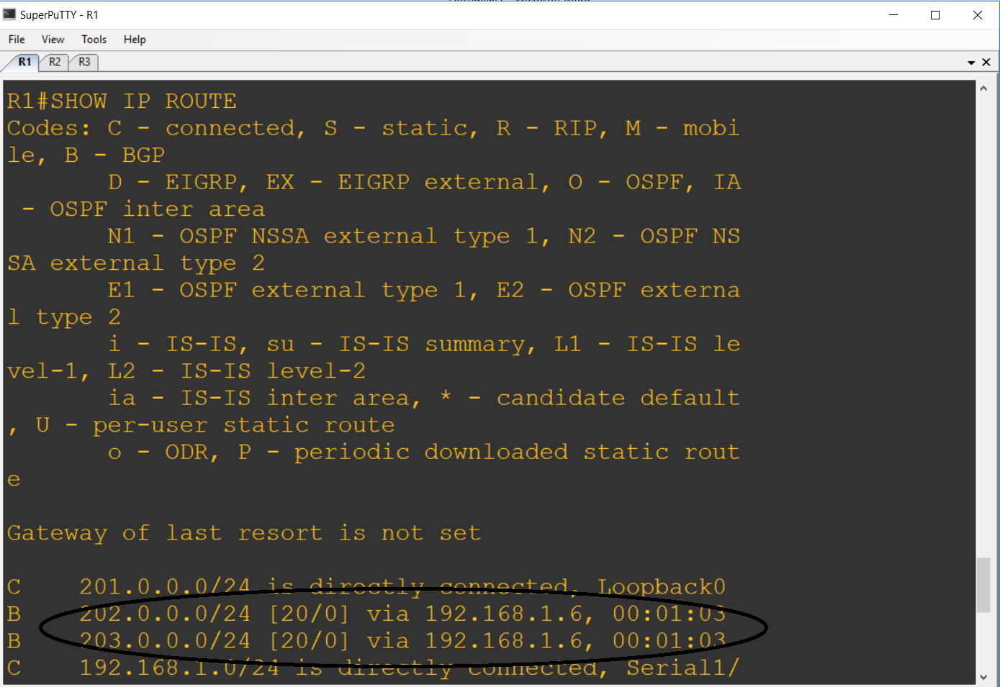 SuperPuTTY - R1
File View Tools Help
R1 R2 R3
R1#SHOW IP ROUTE
Codes: C - connected, S - static, R - RIP, M - mobi
le, B - BGP
D - EIGRP, EX - EIGRP external, O - OSPF, IA
- OSPF inter area
N1 - OSPF NSSA external type 1, N2 - OSPF NS
SA external type 2
E1 - OSPF external type 1, E2 - OSPF externa
l type 2
i - IS-IS, su - IS-IS summary, L1 - IS-IS le
vel-1, L2 - IS-IS level-2
ia - IS-IS inter area, * - candidate default
, U - per-user static route
o - ODR, P - periodic downloaded static rout
e
Gateway of last resort is not set
C 201.0.0.0/24 is directly connected, Loopback0
B 202.0.0.0/24 [20/0] via 192.168.1.6, 00:01:03
B 203.0.0.0/24 [20/0] via 192.168.1.6, 00:01:03
C 192.168.1.0/24 is directly connected, Serial1/